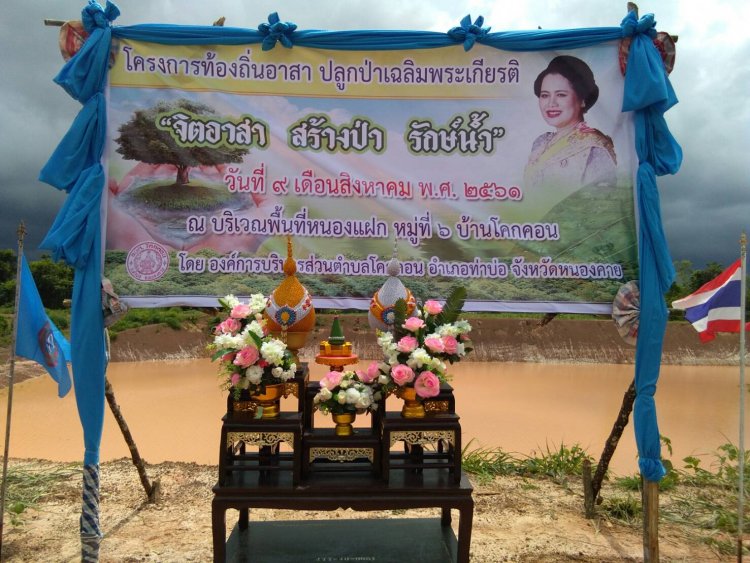 โครงการท้องถิ่นอาสา ปลูกป่าเฉลิมพระเกียรติ
“จิตอาสา สร้างป่า รักษ์น้ำ”
วันที่ ๙ เดือนสิงหาคม พ.ศ. ๒๕๖๑
ณ บริเวณพื้นที่หนองแฝก หมู่ที่ ๖ บ้านโคกคอน
โดย องค์การบริหารส่วนตำบลโคกคอน อำเภอท่าบ่อ จังหวัดหนองคาย